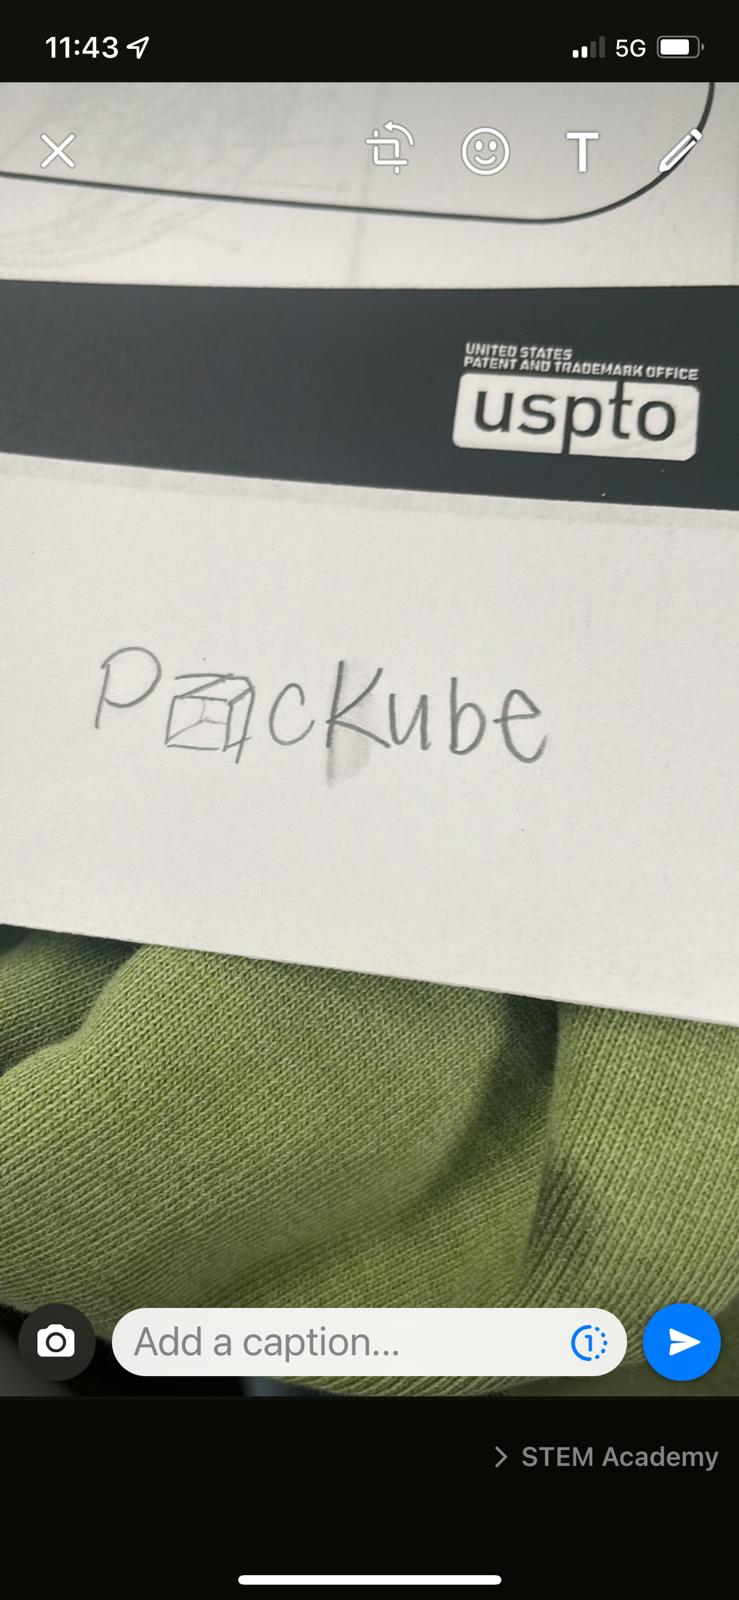 11:43
5G
T
UNITED STATES
PATENT AND TRADEMARK OFFICE
uspto
PacKube
Add a caption...
1
STEM Academy